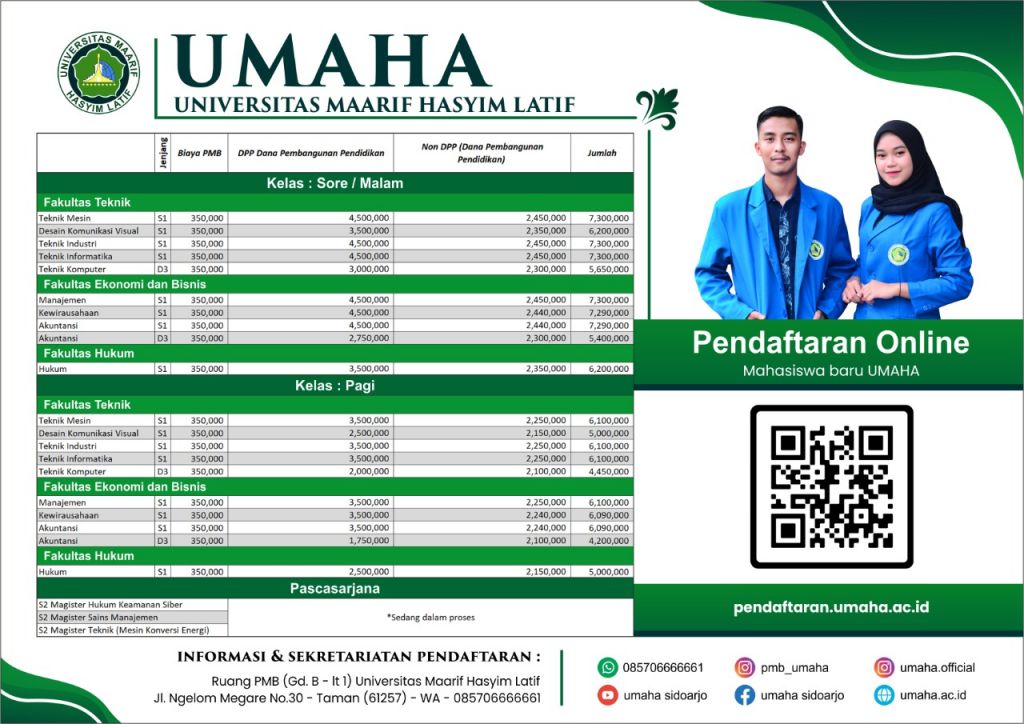 UNIVERSITAS MAARIF
HASYIM LATIF
UMAHA
UNIVERSITAS MAARIF HASYIM LATIF
Jenjang Biaya PMB DPP Dana Pembangunan Pendidikan Non DPP (Dana Pembangunan Pendidikan) Jumlah
Kelas : Sore / Malam
Fakultas Teknik
Teknik Mesin S1 350,000 4,500,000 2,450,000 7,300,000
Desain Komunikasi Visual S1 350,000 3,500,000 2,350,000 6,200,000
Teknik Industri S1 350,000 4,500,000 2,450,000 7,300,000
Teknik Informatika S1 350,000 4,500,000 2,450,000 7,300,000
Teknik Komputer D3 350,000 3,000,000 2,300,000 5,650,000
Fakultas Ekonomi dan Bisnis
Manajemen S1 350,000 4,500,000 2,450,000 7,300,000
Kewirausahaan S1 350,000 4,500,000 2,440,000 7,290,000
Akuntansi S1 350,000 4,500,000 2,440,000 7,290,000
Akuntansi D3 350,000 2,750,000 2,300,000 5,400,000
Fakultas Hukum
Hukum S1 350,000 3,500,000 2,350,000 6,200,000
Kelas : Pagi
Fakultas Teknik
Teknik Mesin S1 350,000 3,500,000 2,250,000 6,100,000
Desain Komunikasi Visual S1 350,000 2,500,000 2,150,000 5,000,000
Teknik Industri S1 350,000 3,500,000 2,250,000 6,100,000
Teknik Informatika S1 350,000 3,500,000 2,250,000 6,100,000
Teknik Komputer D3 350,000 2,000,000 2,100,000 4,450,000
Fakultas Ekonomi dan Bisnis
Manajemen S1 350,000 3,500,000 2,250,000 6,100,000
Kewirausahaan S1 350,000 3,500,000 2,240,000 6,090,000
Akuntansi S1 350,000 3,500,000 2,240,000 6,090,000
Akuntansi D3 350,000 1,750,000 2,100,000 4,200,000
Fakultas Hukum
Hukum S1 350,000 2,500,000 2,150,000 5,000,000
Pascasarjana
S2 Magister Hukum Keamanan Siber
S2 Magister Sains Manajemen *Sedang dalam proses
S2 Magister Teknik (Mesin Konversi Energi)
Pendaftaran Online
Mahasiswa baru UMAHA
pendaftaran.umaha.ac.id
INFORMASI & SEKRETARIATAN PENDAFTARAN :
Ruang PMB (Gd. B - lt 1) Universitas Maarif Hasyim Latif
Jl. Ngelom Megare No.30 - Taman (61257) - WA - 085706666661
085706666661 pmb_umaha umaha.official
umaha sidoarjo umaha sidoarjo umaha.ac.id